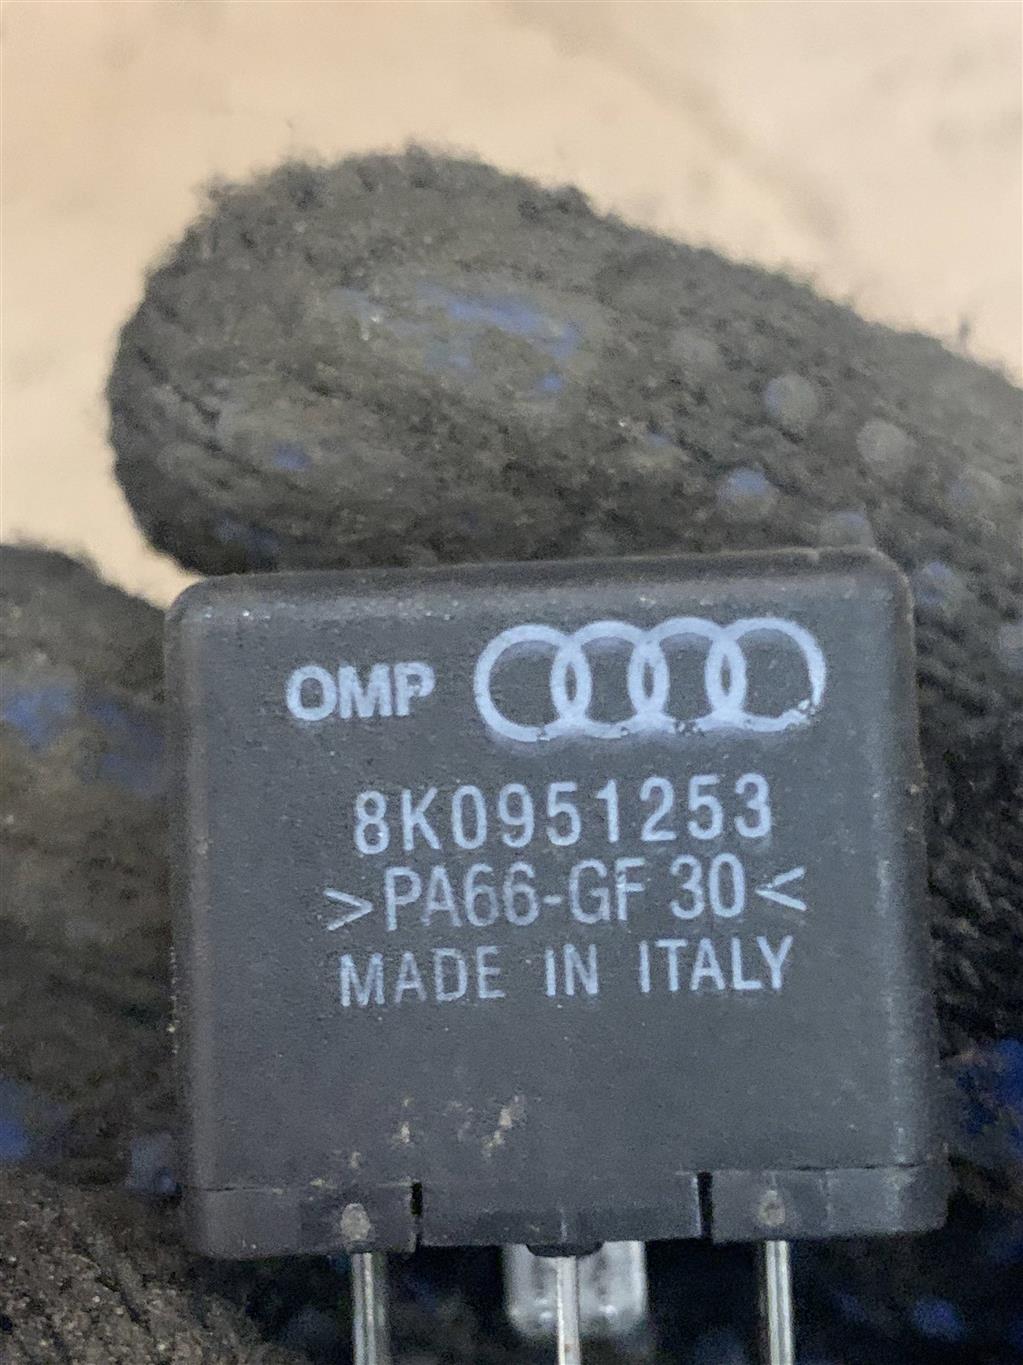 OMP
8K0951253
>PA66-GF 30<
MADE IN ITALY